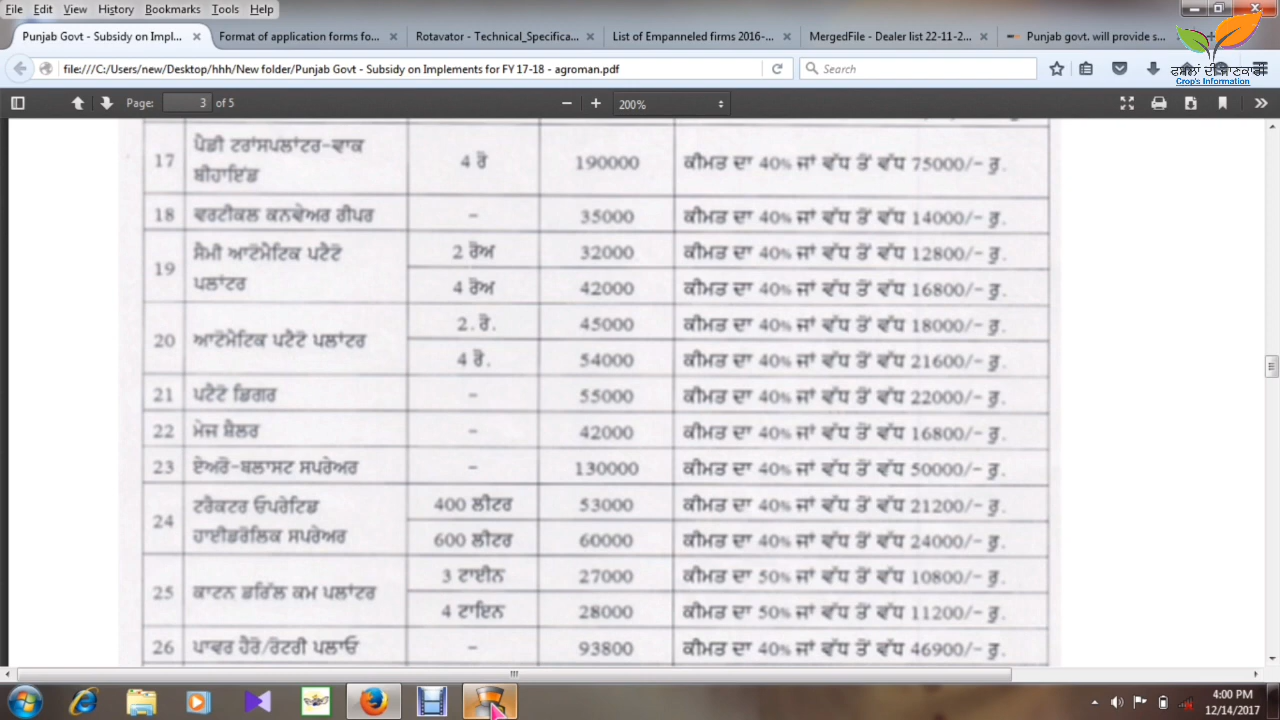 File Edit View History Bookmarks Tools Help
Punjab Govt - Subsidy on Impl... Format of application forms fo... Rotavator - Technical_Specifica... List of Empanneled firms 2016-... MergedFile - Dealer list 22-11-2... Punjab govt. will provide s...
file:///C:/Users/new/Desktop/hhh/New folder/Punjab Govt - Subsidy on Implements for FY 17-18 - agroman.pdf Search
ਫਸਲਾਂ ਦੀ ਜਾਣਕਾਰੀ
Crop's Information
Page: 3 of 5 200%
17 ਪੈਡੀ ਟਰਾਂਸਪਲਾਂਟਰ-ਵਾਕ ਬੀਹਾਇੰਡ 4 ਰੋ 190000 ਕੀਮਤ ਦਾ 40% ਜਾਂ ਵੱਧ ਤੋਂ ਵੱਧ 75000/- ਰੁ.
18 ਵਰਟੀਕਲ ਕਨਵੇਅਰ ਰੀਪਰ - 35000 ਕੀਮਤ ਦਾ 40% ਜਾਂ ਵੱਧ ਤੋਂ ਵੱਧ 14000/- ਰੁ.
19 ਸੈਮੀ ਆਟੋਮੈਟਿਕ ਪਟੈਟੋ ਪਲਾਂਟਰ 2 ਰੋਅ 32000 ਕੀਮਤ ਦਾ 40% ਜਾਂ ਵੱਧ ਤੋਂ ਵੱਧ 12800/- ਰੁ.
4 ਰੋਅ 42000 ਕੀਮਤ ਦਾ 40% ਜਾਂ ਵੱਧ ਤੋਂ ਵੱਧ 16800/- ਰੁ.
20 ਆਟੋਮੈਟਿਕ ਪਟੈਟੋ ਪਲਾਂਟਰ 2. ਰੋ. 45000 ਕੀਮਤ ਦਾ 40% ਜਾਂ ਵੱਧ ਤੋਂ ਵੱਧ 18000/- ਰੁ.
4 ਰੋ. 54000 ਕੀਮਤ ਦਾ 40% ਜਾਂ ਵੱਧ ਤੋਂ ਵੱਧ 21600/- ਰੁ.
21 ਪਟੈਟੋ ਡਿਗਰ - 55000 ਕੀਮਤ ਦਾ 40% ਜਾਂ ਵੱਧ ਤੋਂ ਵੱਧ 22000/- ਰੁ.
22 ਮੇਜ ਸ਼ੈਲਰ - 42000 ਕੀਮਤ ਦਾ 40% ਜਾਂ ਵੱਧ ਤੋਂ ਵੱਧ 16800/- ਰੁ.
23 ਏਅਰੋ-ਬਲਾਸਟ ਸਪਰੇਅਰ - 130000 ਕੀਮਤ ਦਾ 40% ਜਾਂ ਵੱਧ ਤੋਂ ਵੱਧ 50000/- ਰੁ.
24 ਟਰੈਕਟਰ ਓਪਰੇਟਿਡ ਹਾਈਡਰੋਲਿਕ ਸਪਰੇਅਰ 400 ਲੀਟਰ 53000 ਕੀਮਤ ਦਾ 40% ਜਾਂ ਵੱਧ ਤੋਂ ਵੱਧ 21200/- ਰੁ.
600 ਲੀਟਰ 60000 ਕੀਮਤ ਦਾ 40% ਜਾਂ ਵੱਧ ਤੋਂ ਵੱਧ 24000/- ਰੁ.
25 ਕਾਟਨ ਡਰਿੱਲ ਕਮ ਪਲਾਂਟਰ 3 ਟਾਈਨ 27000 ਕੀਮਤ ਦਾ 50% ਜਾਂ ਵੱਧ ਤੋਂ ਵੱਧ 10800/- ਰੁ.
4 ਟਾਇਨ 28000 ਕੀਮਤ ਦਾ 50% ਜਾਂ ਵੱਧ ਤੋਂ ਵੱਧ 11200/- ਰੁ.
26 ਪਾਵਰ ਹੈਰੋ/ਰੋਟਰੀ ਪਲਾਓ - 93800 ਕੀਮਤ ਦਾ 40% ਜਾਂ ਵੱਧ ਤੋਂ ਵੱਧ 46900/- ਰੁ.
4:00 PM
12/14/2017